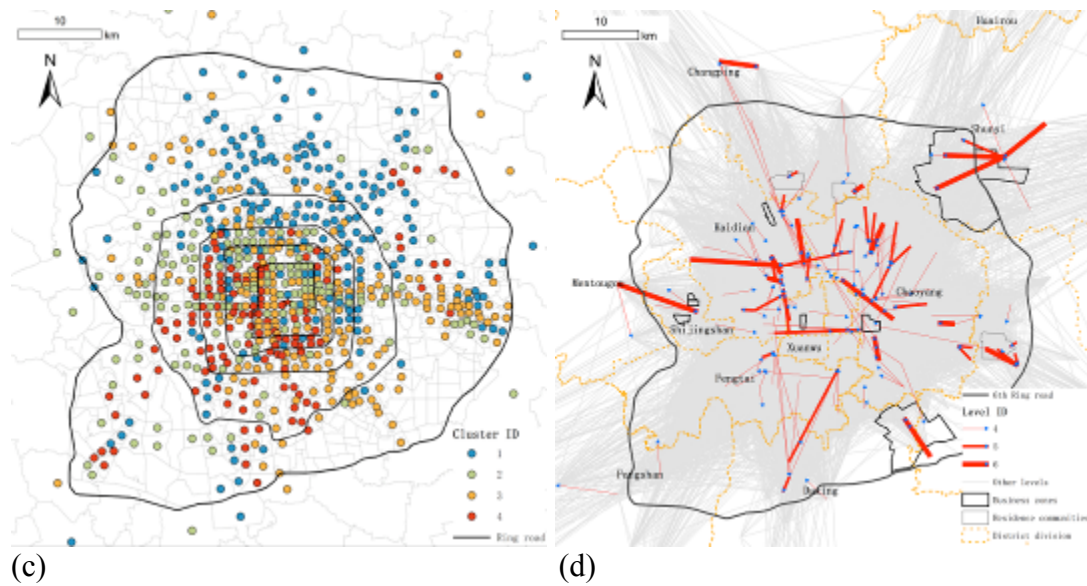 10
km
N
Cluster ID
1
2
3
4
Ring road
(c)
10
km
N
Huairou
Changping
Shunyi
Haidian
Mentougou
Chaoyang
Shijingshan
Xuanwu
Fengtai
Fangshan
Daxing
6th Ring road
Level ID
4
5
6
Other levels
Business zones
Residence communities
District division
(d)